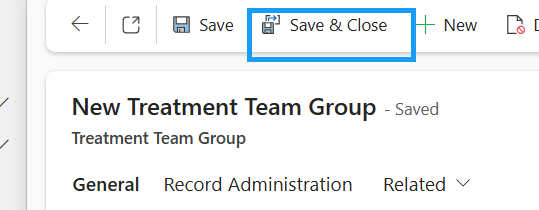 Save Save & Close New
New Treatment Team Group - Saved
Treatment Team Group
General Record Administration Related